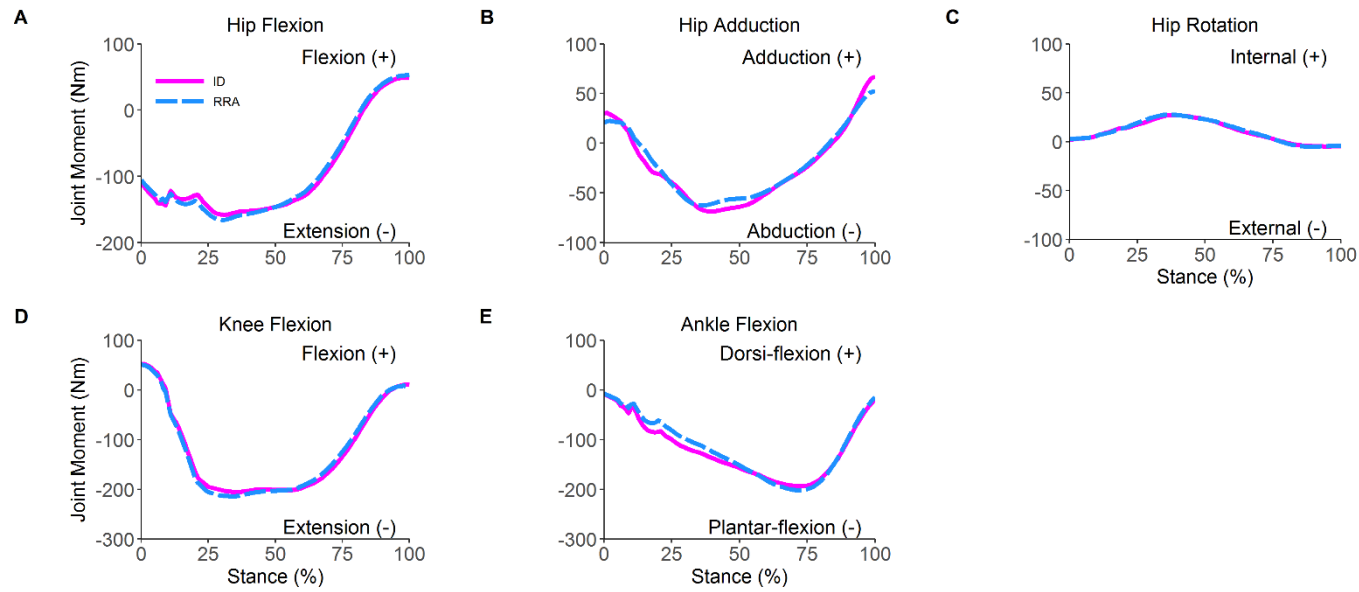 A
Hip Flexion
Flexion (+)
ID
RRA
Extension (-)
Joint Moment (Nm)
100
0
-100
-200
0
25
50
75
100
B
Hip Adduction
Adduction (+)
Abduction (-)
100
50
0
-50
-100
0
25
50
75
100
C
Hip Rotation
Internal (+)
External (-)
100
50
0
-50
-100
0
25
50
75
100
Stance (%)
D
Knee Flexion
Flexion (+)
Extension (-)
Joint Moment (Nm)
100
0
-100
-200
-300
0
25
50
75
100
Stance (%)
E
Ankle Flexion
Dorsi-flexion (+)
Plantar-flexion (-)
100
0
-100
-200
-300
0
25
50
75
100
Stance (%)